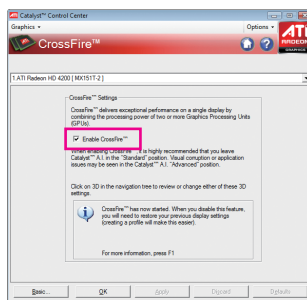 Catalyst™ Control Center
Graphics
Options
CrossFire™
ATI
RADEON
GRAPHICS
1.ATI Radeon HD 4200 [ MX151T-2 ]
CrossFire™ Settings
CrossFire™ delivers exceptional performance on a single display by
combining the processing power of two or more Graphics Processing Units
(GPUs).
Enable CrossFire™
When enabling CrossFire™, it is highly recommended that you leave
Catalyst™ A.I. in the "Standard" position. Visual corruption or application
issues may be seen in the Catalyst™ A.I. "Advanced" position.
Click on 3D in the navigation tree to review or change either of these 3D
settings.
CrossFire™ has now started. When you disable this feature,
you will need to restore your previous display settings
(creating a profile will make this easier).
For more information, press F1
Basic...
OK
Apply
Discard
Defaults